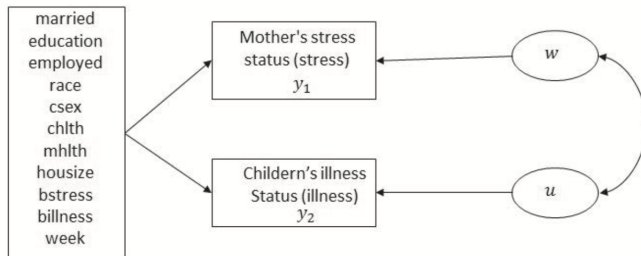 married
education
employed
race
csex
chlth
mhlth
housize
bstress
billness
week
Mother's stress
status (stress)
y₁
Childern’s illness
Status (illness)
y₂
w
u